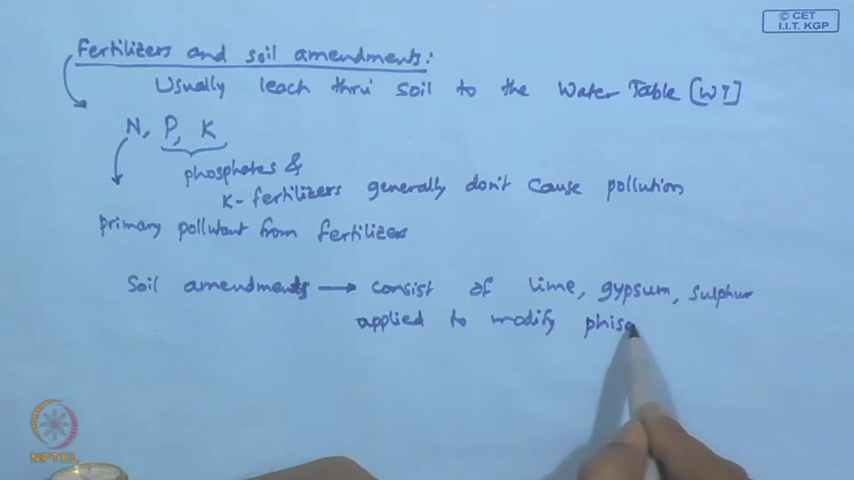 © CET
I.I.T. KGP
Fertilizers and soil amendments:
Usually leach thru' soil to the Water Table [WT]
N, P, K
phosphates &
K-fertilizers generally don't cause pollution
primary pollutant from fertilizers
Soil amendments → consist of lime, gypsum, sulphur
applied to modify phisc
NPTEL